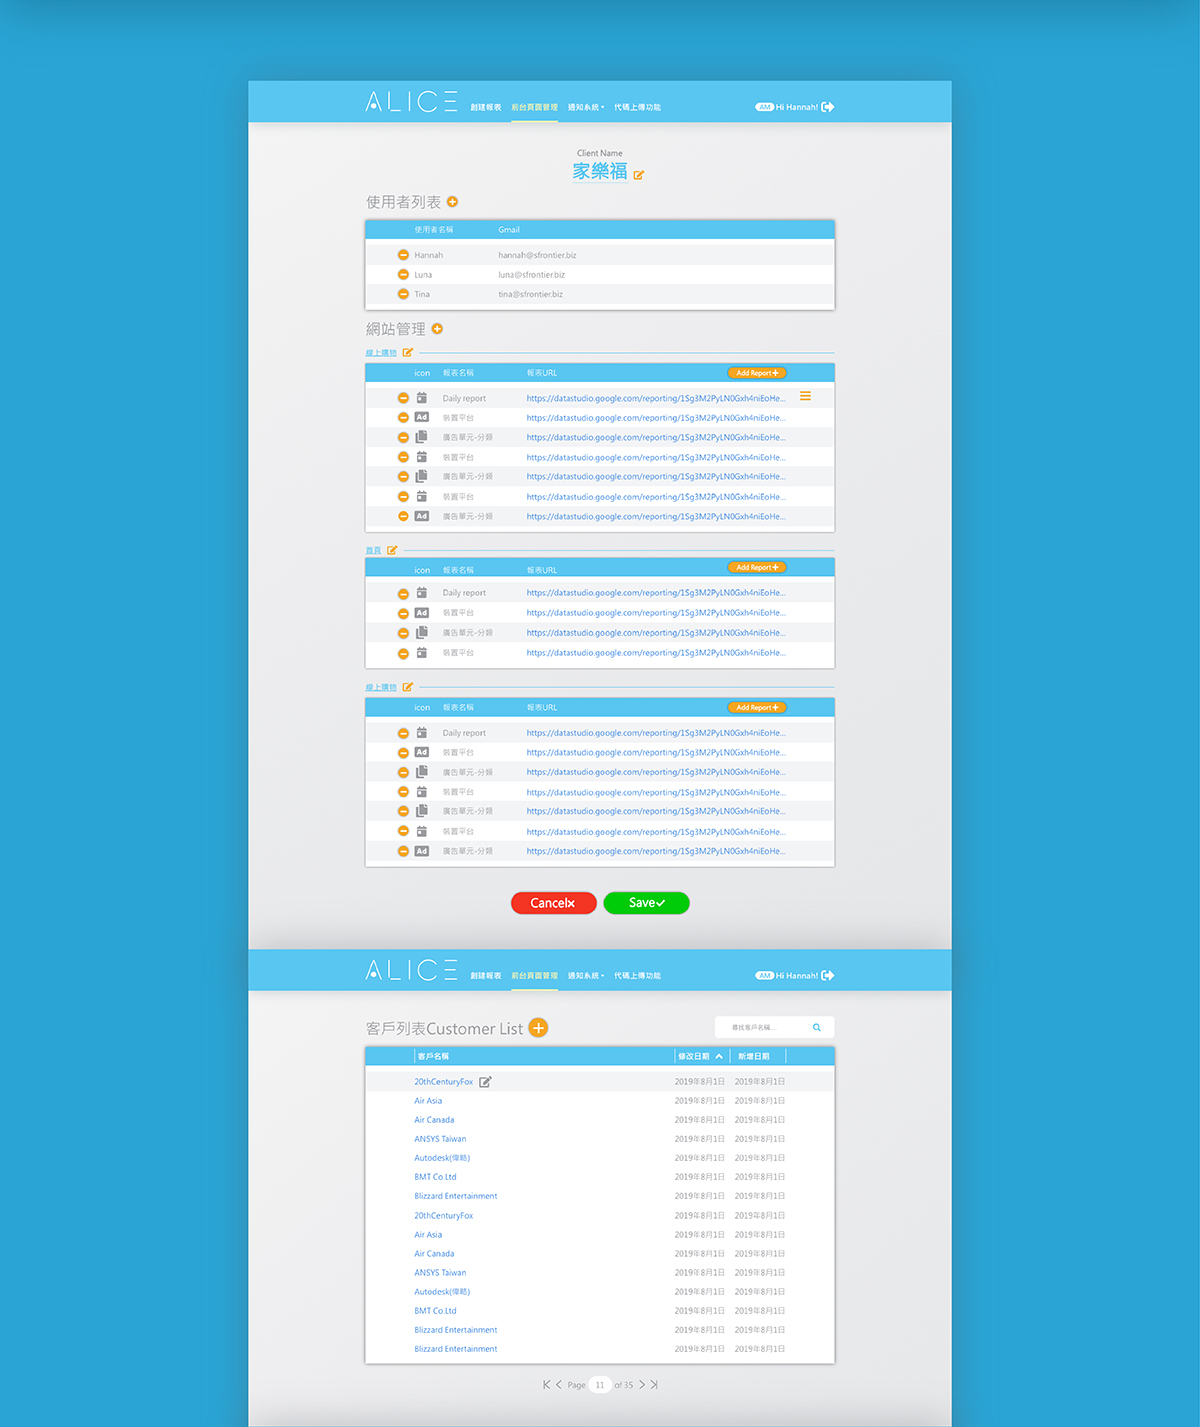 ALICE 創建報表 前台頁面管理 通知系統 代碼上傳功能 AM Hi Hannah!
Client Name
家樂福
使用者列表
使用者名稱 Gmail
Hannah hannah@sfrontier.biz
Luna luna@sfrontier.biz
Tina tina@sfrontier.biz
網站管理
線上購物
icon 報表名稱 報表URL Add Report
Daily report https://datastudio.google.com/reporting/1Sg3M2PyLN0Gxh4niEoHe...
Ad 裝置平台 https://datastudio.google.com/reporting/1Sg3M2PyLN0Gxh4niEoHe...
廣告單元-分類 https://datastudio.google.com/reporting/1Sg3M2PyLN0Gxh4niEoHe...
裝置平台 https://datastudio.google.com/reporting/1Sg3M2PyLN0Gxh4niEoHe...
廣告單元-分類 https://datastudio.google.com/reporting/1Sg3M2PyLN0Gxh4niEoHe...
裝置平台 https://datastudio.google.com/reporting/1Sg3M2PyLN0Gxh4niEoHe...
Ad 廣告單元-分類 https://datastudio.google.com/reporting/1Sg3M2PyLN0Gxh4niEoHe...
首頁
icon 報表名稱 報表URL Add Report
Daily report https://datastudio.google.com/reporting/1Sg3M2PyLN0Gxh4niEoHe...
Ad 裝置平台 https://datastudio.google.com/reporting/1Sg3M2PyLN0Gxh4niEoHe...
廣告單元-分類 https://datastudio.google.com/reporting/1Sg3M2PyLN0Gxh4niEoHe...
裝置平台 https://datastudio.google.com/reporting/1Sg3M2PyLN0Gxh4niEoHe...
線上購物
icon 報表名稱 報表URL Add Report
Daily report https://datastudio.google.com/reporting/1Sg3M2PyLN0Gxh4niEoHe...
Ad 裝置平台 https://datastudio.google.com/reporting/1Sg3M2PyLN0Gxh4niEoHe...
廣告單元-分類 https://datastudio.google.com/reporting/1Sg3M2PyLN0Gxh4niEoHe...
裝置平台 https://datastudio.google.com/reporting/1Sg3M2PyLN0Gxh4niEoHe...
廣告單元-分類 https://datastudio.google.com/reporting/1Sg3M2PyLN0Gxh4niEoHe...
裝置平台 https://datastudio.google.com/reporting/1Sg3M2PyLN0Gxh4niEoHe...
Ad 廣告單元-分類 https://datastudio.google.com/reporting/1Sg3M2PyLN0Gxh4niEoHe...
Cancel Save
ALICE 創建報表 前台頁面管理 通知系統 代碼上傳功能 AM Hi Hannah!
客戶列表Customer List 尋找客戶名稱...
客戶名稱 修改日期 新增日期
20thCenturyFox 2019年8月1日 2019年8月1日
Air Asia 2019年8月1日 2019年8月1日
Air Canada 2019年8月1日 2019年8月1日
ANSYS Taiwan 2019年8月1日 2019年8月1日
Autodesk(偉略) 2019年8月1日 2019年8月1日
BMT Co.Ltd 2019年8月1日 2019年8月1日
Blizzard Entertainment 2019年8月1日 2019年8月1日
20thCenturyFox 2019年8月1日 2019年8月1日
Air Asia 2019年8月1日 2019年8月1日
Air Canada 2019年8月1日 2019年8月1日
ANSYS Taiwan 2019年8月1日 2019年8月1日
Autodesk(偉略) 2019年8月1日 2019年8月1日
BMT Co.Ltd 2019年8月1日 2019年8月1日
Blizzard Entertainment 2019年8月1日 2019年8月1日
Blizzard Entertainment 2019年8月1日 2019年8月1日
Page 11 of 35